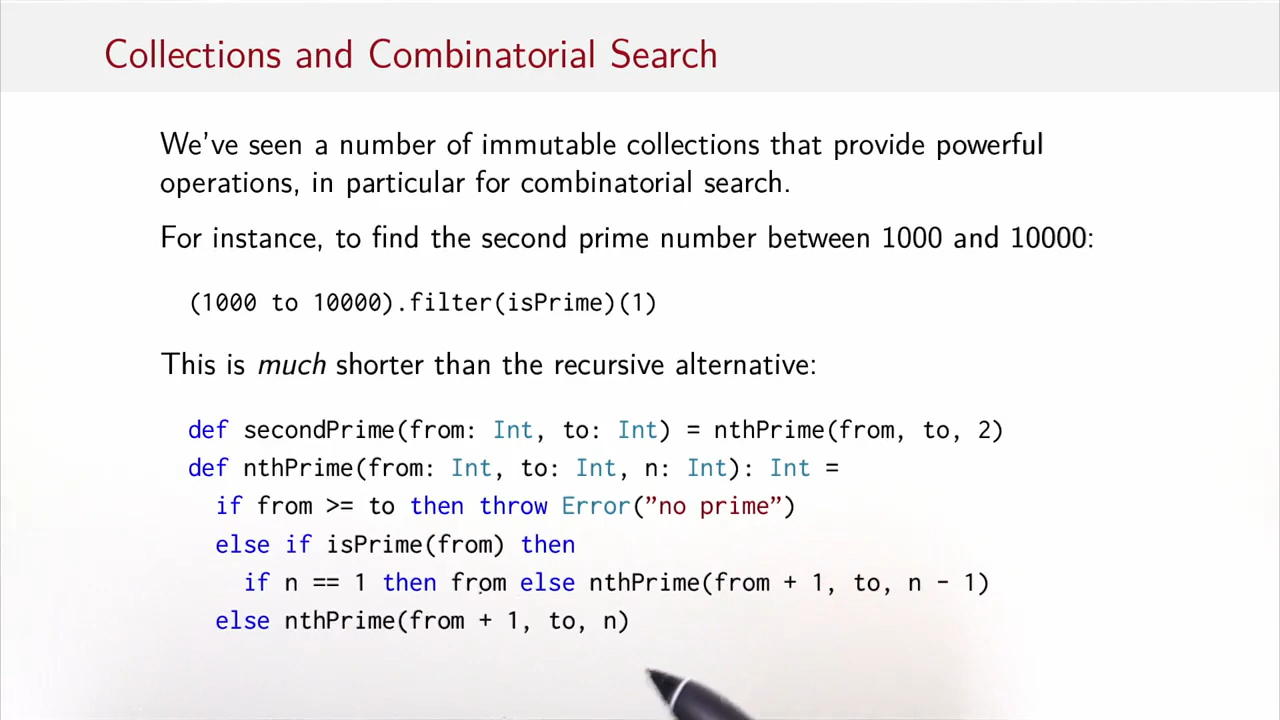 Collections and Combinatorial Search
We've seen a number of immutable collections that provide powerful
operations, in particular for combinatorial search.
For instance, to find the second prime number between 1000 and 10000:
(1000 to 10000).filter(isPrime)(1)
This is much shorter than the recursive alternative:
def secondPrime(from: Int, to: Int) = nthPrime(from, to, 2)
def nthPrime(from: Int, to: Int, n: Int): Int =
if from >= to then throw Error(”no prime”)
else if isPrime(from) then
if n == 1 then from else nthPrime(from + 1, to, n - 1)
else nthPrime(from + 1, to, n)